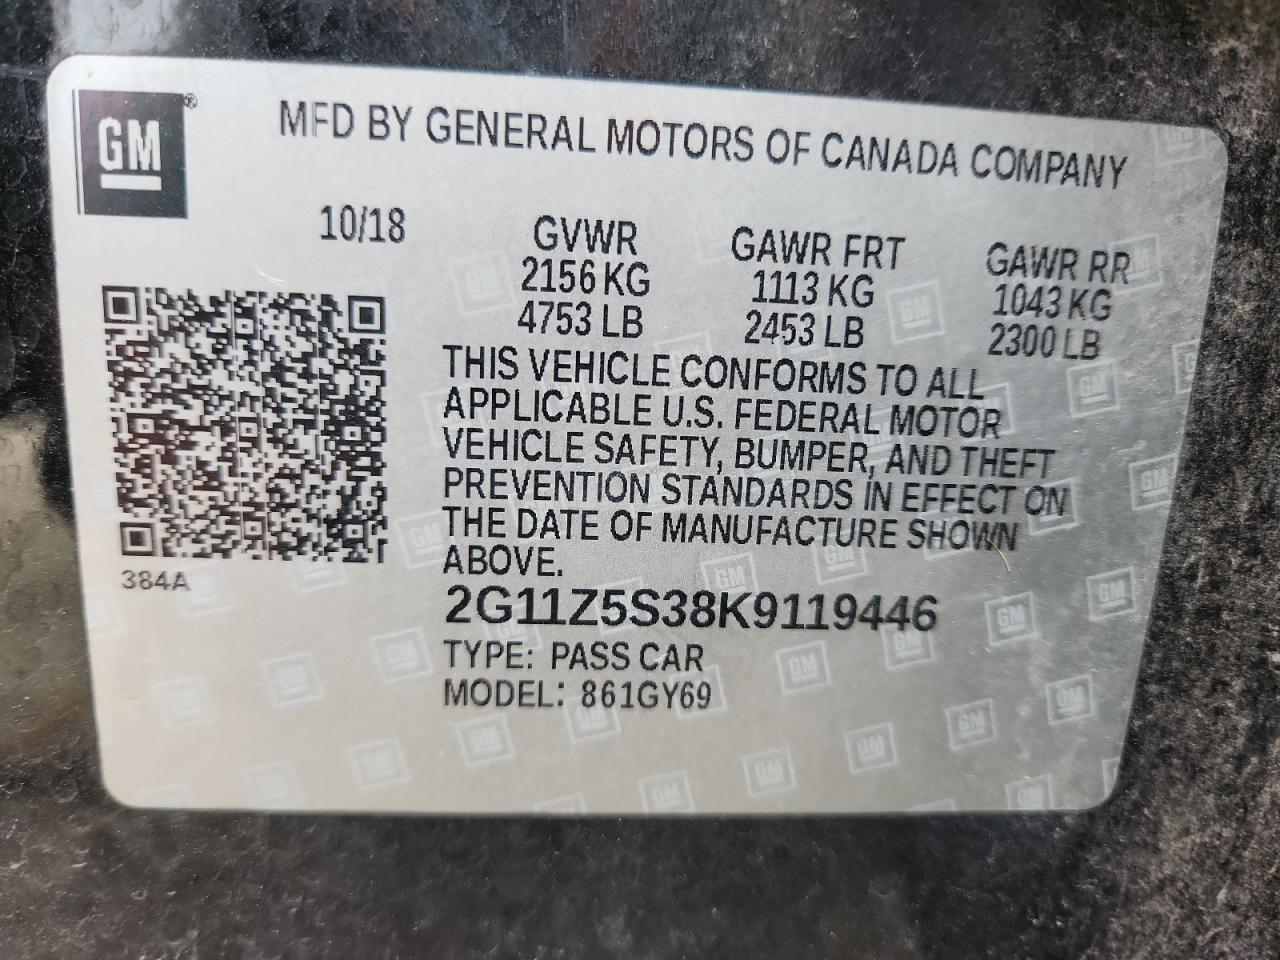 GM®
MFD BY GENERAL MOTORS OF CANADA COMPANY
10/18
GVWR GAWR FRT GAWR RR
2156 KG 1113 KG 1043 KG
4753 LB 2453 LB 2300 LB
THIS VEHICLE CONFORMS TO ALL
APPLICABLE U.S. FEDERAL MOTOR
VEHICLE SAFETY, BUMPER, AND THEFT
PREVENTION STANDARDS IN EFFECT ON
THE DATE OF MANUFACTURE SHOWN
ABOVE.
384A
2G11Z5S38K9119446
TYPE: PASS CAR
MODEL: 861GY69